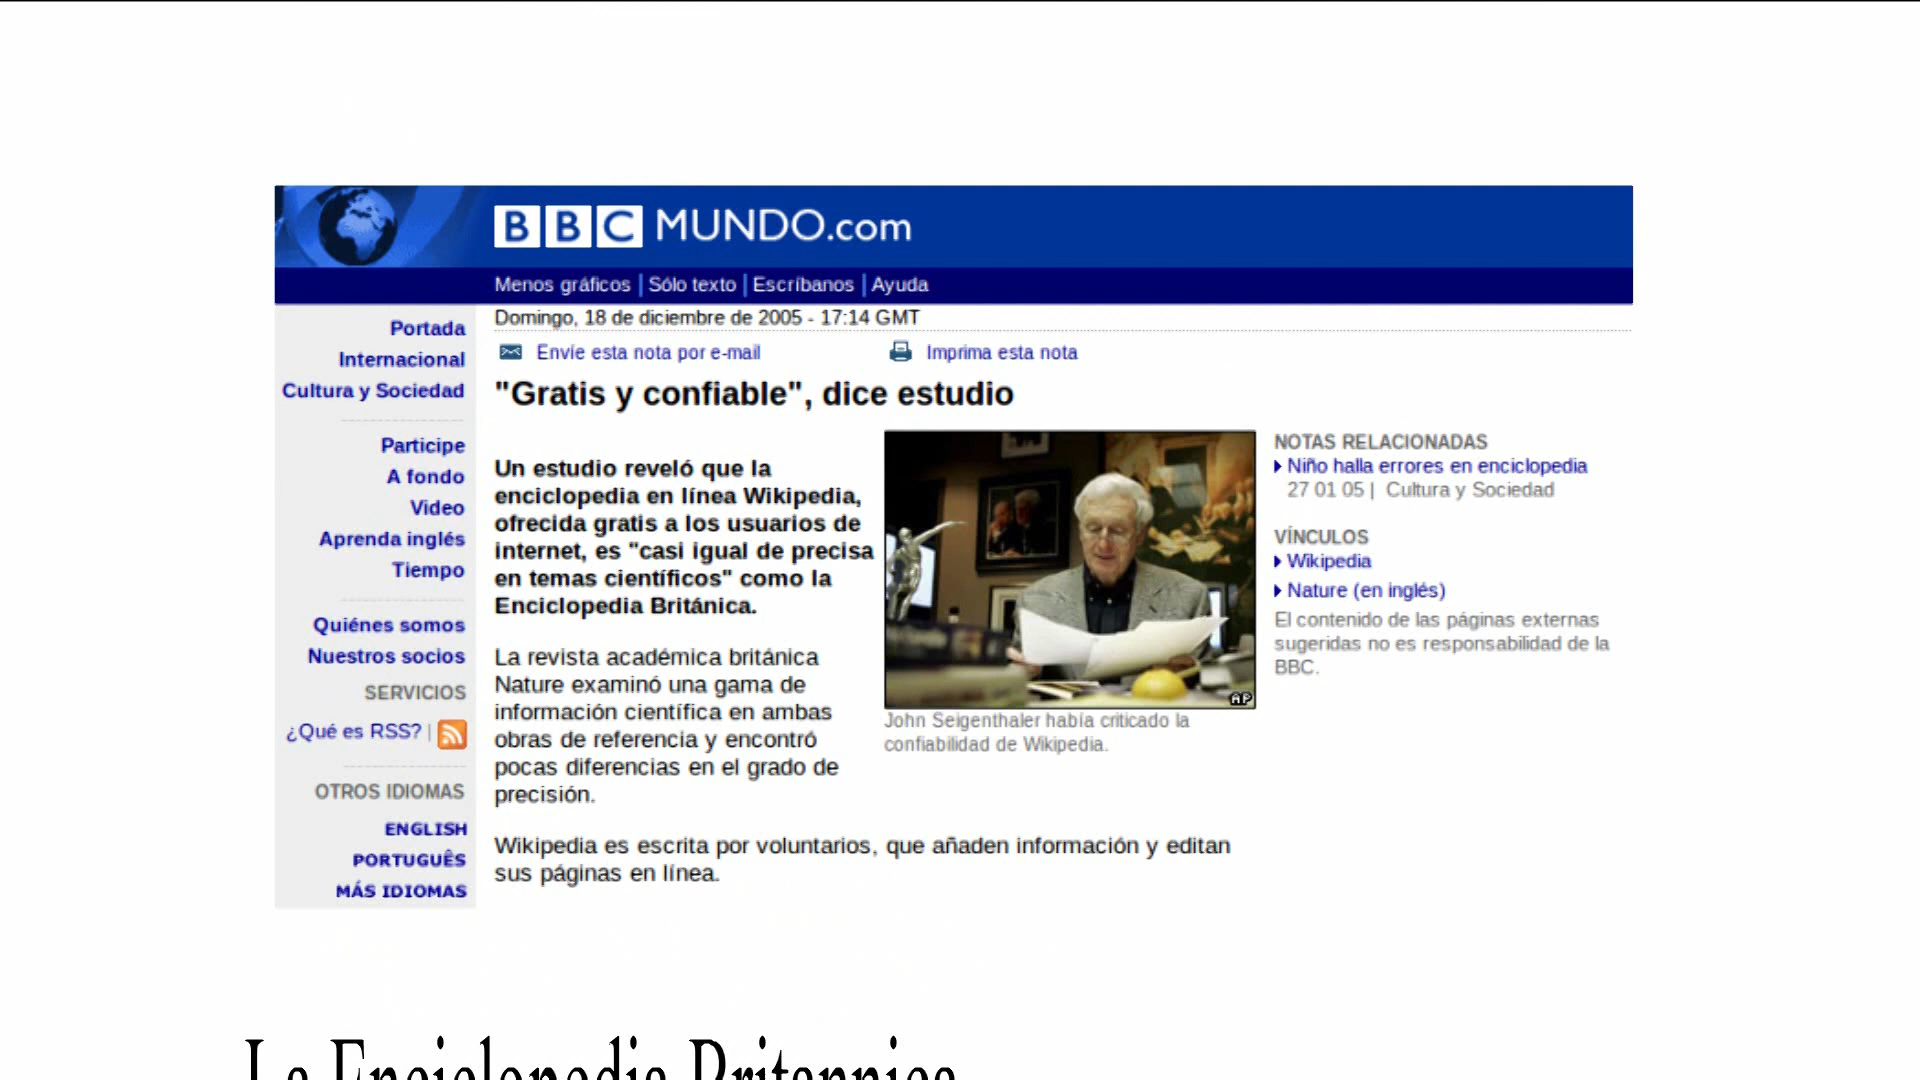 BBC MUNDO.com
Menos gráficos | Sólo texto | Escríbanos | Ayuda
Domingo, 18 de diciembre de 2005 - 17:14 GMT
Envíe esta nota por e-mail
Imprima esta nota
Portada
Internacional
Cultura y Sociedad
Participe
A fondo
Video
Aprenda inglés
Tiempo
Quiénes somos
Nuestros socios
SERVICIOS
¿Qué es RSS? |
OTROS IDIOMAS
ENGLISH
PORTUGUÊS
MÁS IDIOMAS
"Gratis y confiable", dice estudio
Un estudio reveló que la
enciclopedia en línea Wikipedia,
ofrecida gratis a los usuarios de
internet, es "casi igual de precisa
en temas científicos" como la
Enciclopedia Británica.
La revista académica británica
Nature examinó una gama de
información científica en ambas
obras de referencia y encontró
pocas diferencias en el grado de
precisión.
Wikipedia es escrita por voluntarios, que añaden información y editan
sus páginas en línea.
AP
John Seigenthaler había criticado la
confiabilidad de Wikipedia.
NOTAS RELACIONADAS
Niño halla errores en enciclopedia
27 01 05 | Cultura y Sociedad
VÍNCULOS
Wikipedia
Nature (en inglés)
El contenido de las páginas externas
sugeridas no es responsabilidad de la
BBC.
La Enciclopedia Britannica